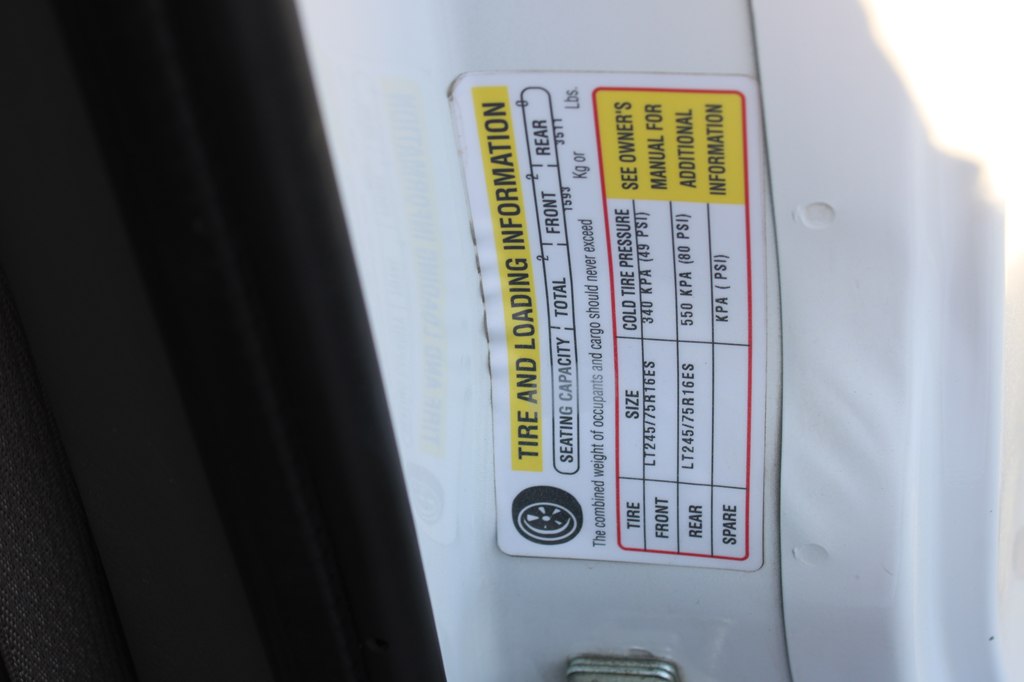 TIRE AND LOADING INFORMATION
SEATING CAPACITY TOTAL 2 FRONT 2 REAR 0
The combined weight of occupants and cargo should never exceed 1593 Kg or 3511 Lbs.
TIRE SIZE COLD TIRE PRESSURE SEE OWNER'S
FRONT LT245/75R16ES 340 KPA (49 PSI) MANUAL FOR
REAR LT245/75R16ES 550 KPA (80 PSI) ADDITIONAL
SPARE KPA ( PSI) INFORMATION